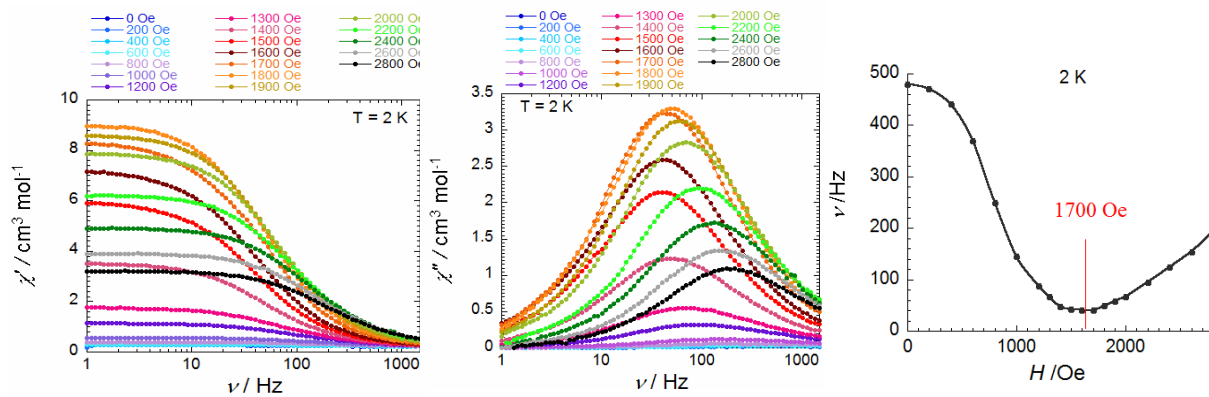 0 Oe 1300 Oe 2000 Oe
200 Oe 1400 Oe 2200 Oe
400 Oe 1500 Oe 2400 Oe
600 Oe 1600 Oe 2600 Oe
800 Oe 1700 Oe 2800 Oe
1000 Oe 1800 Oe
1200 Oe 1900 Oe
T = 2 K
10
8
6
4
2
0
χ' / cm³ mol⁻¹
1 10 100 1000
ν / Hz
0 Oe 1300 Oe 2000 Oe
200 Oe 1400 Oe 2200 Oe
400 Oe 1500 Oe 2400 Oe
600 Oe 1600 Oe 2600 Oe
800 Oe 1700 Oe 2800 Oe
1000 Oe 1800 Oe
1200 Oe 1900 Oe
T = 2 K
3.5
3
2.5
2
1.5
1
0.5
0
χ'' / cm³ mol⁻¹
1 10 100 1000
ν / Hz
2 K
500
400
300
200
100
0
ν /Hz
1700 Oe
0 1000 2000
H /Oe